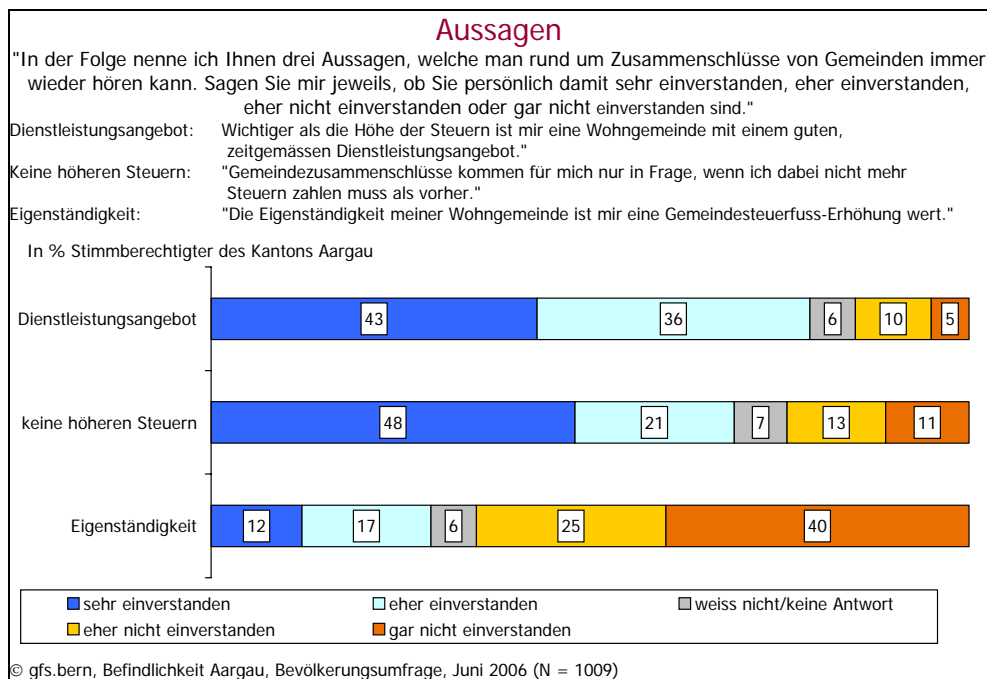 Aussagen
"In der Folge nenne ich Ihnen drei Aussagen, welche man rund um Zusammenschlüsse von Gemeinden immer
wieder hören kann. Sagen Sie mir jeweils, ob Sie persönlich damit sehr einverstanden, eher einverstanden,
eher nicht einverstanden oder gar nicht einverstanden sind."
Dienstleistungsangebot: Wichtiger als die Höhe der Steuern ist mir eine Wohngemeinde mit einem guten,
zeitgemässen Dienstleistungsangebot."
Keine höheren Steuern: "Gemeindezusammenschlüsse kommen für mich nur in Frage, wenn ich dabei nicht mehr
Steuern zahlen muss als vorher."
Eigenständigkeit: "Die Eigenständigkeit meiner Wohngemeinde ist mir eine Gemeindesteuerfuss-Erhöhung wert."
In % Stimmberechtigter des Kantons Aargau
Dienstleistungsangebot 43 36 6 10 5
keine höheren Steuern 48 21 7 13 11
Eigenständigkeit 12 17 6 25 40
sehr einverstanden eher einverstanden weiss nicht/keine Antwort
eher nicht einverstanden gar nicht einverstanden
© gfs.bern, Befindlichkeit Aargau, Bevölkerungsumfrage, Juni 2006 (N = 1009)